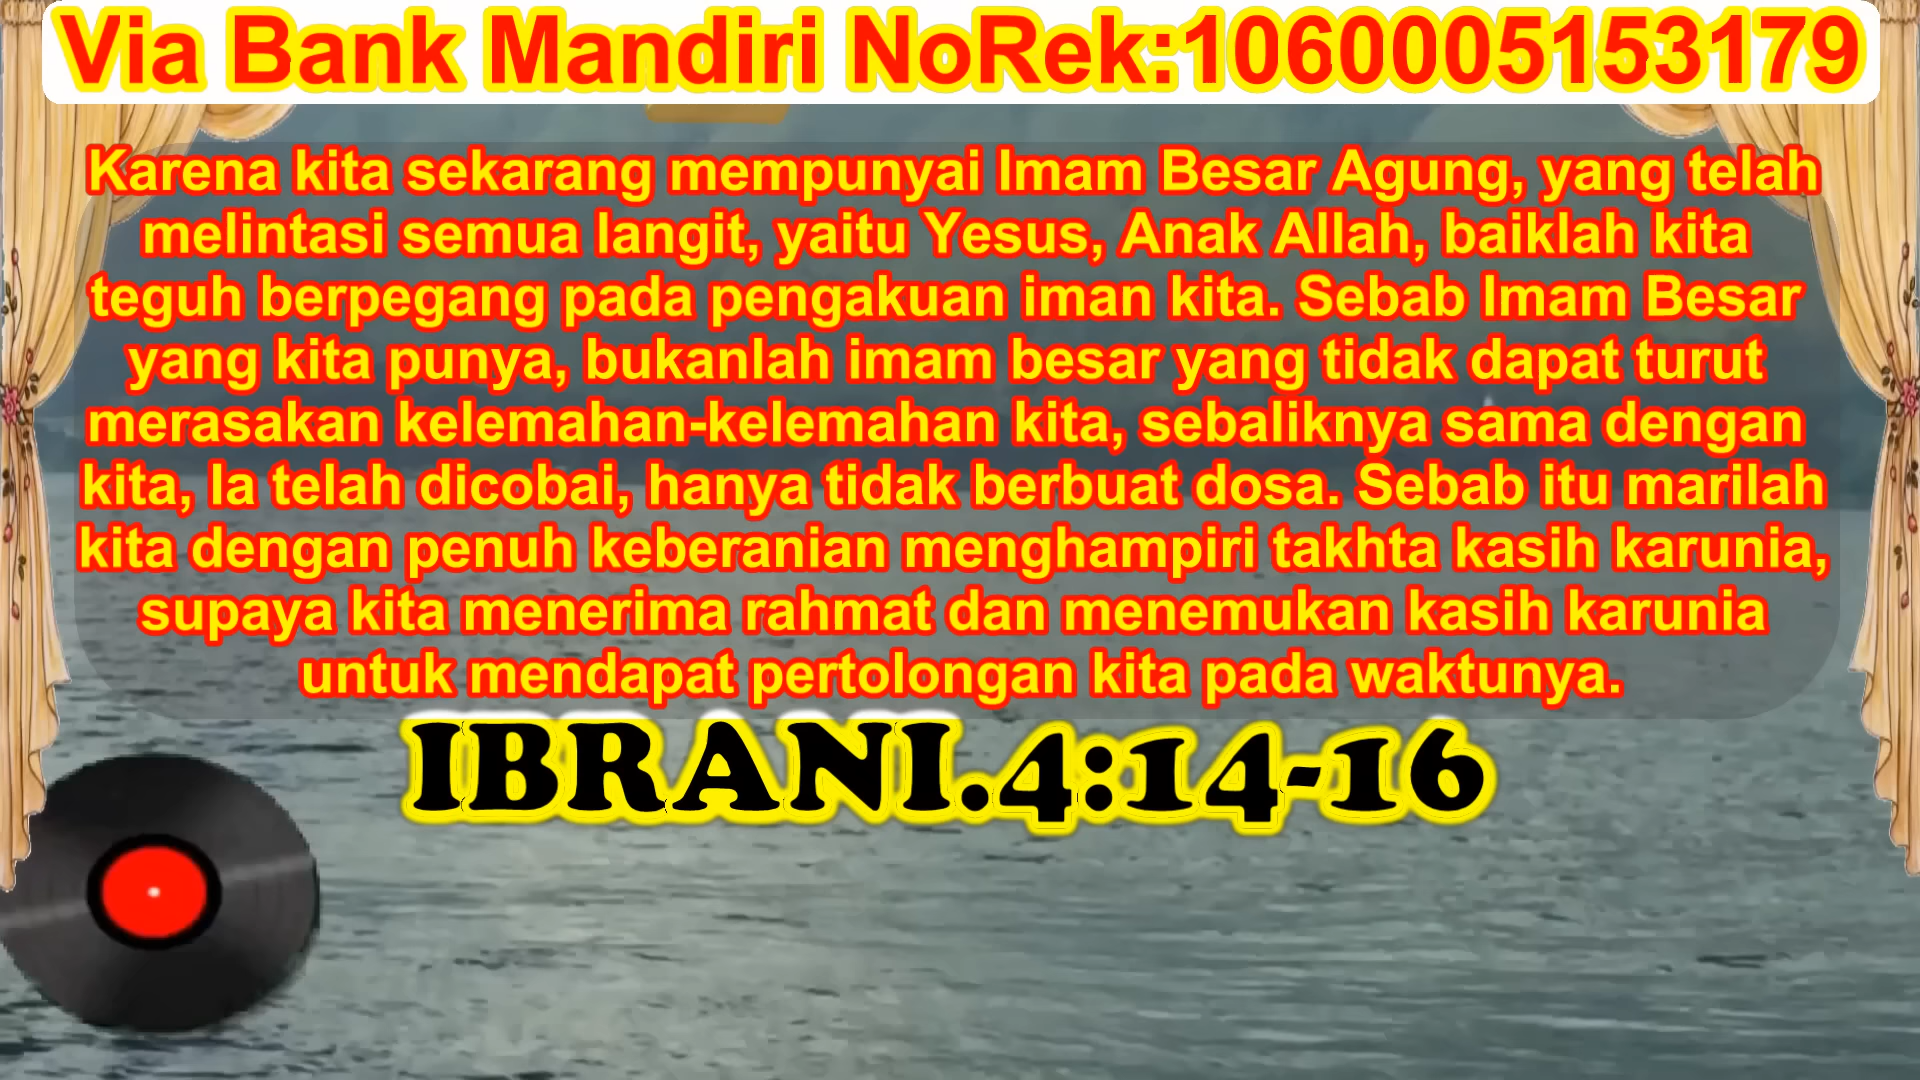 Via Bank Mandiri NoRek:1060005153179
Karena kita sekarang mempunyai Imam Besar Agung, yang telah
melintasi semua langit, yaitu Yesus, Anak Allah, baiklah kita
teguh berpegang pada pengakuan iman kita. Sebab Imam Besar
yang kita punya, bukanlah imam besar yang tidak dapat turut
merasakan kelemahan-kelemahan kita, sebaliknya sama dengan
kita, Ia telah dicobai, hanya tidak berbuat dosa. Sebab itu marilah
kita dengan penuh keberanian menghampiri takhta kasih karunia,
supaya kita menerima rahmat dan menemukan kasih karunia
untuk mendapat pertolongan kita pada waktunya.
IBRANI.4:14-16